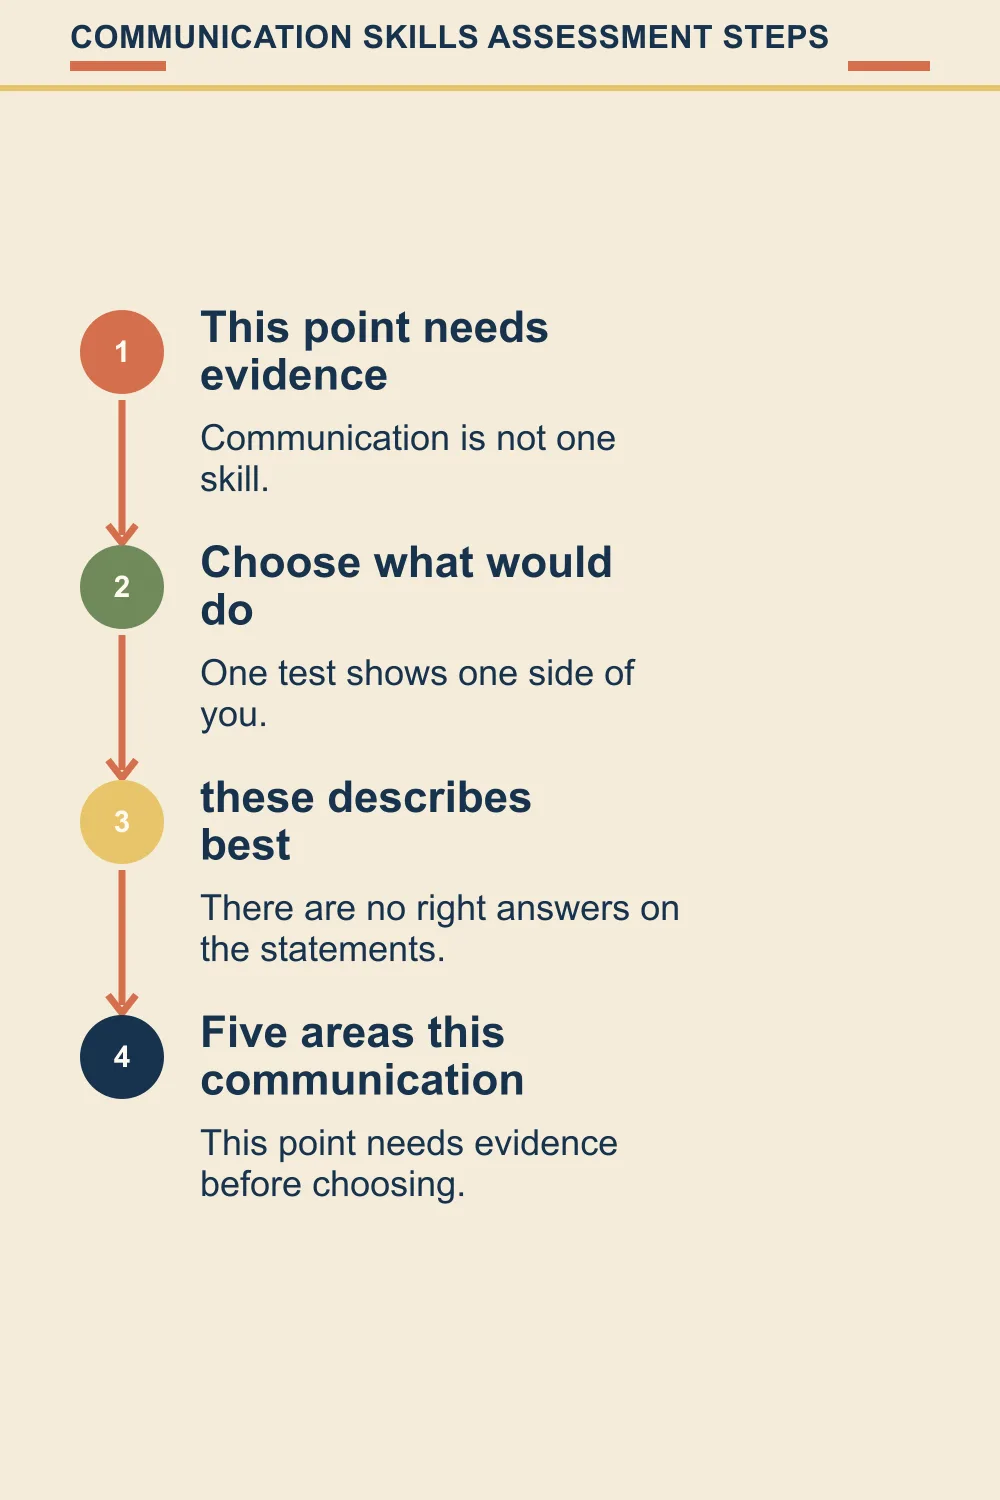 COMMUNICATION SKILLS ASSESSMENT STEPS
1
This point needs
evidence
Communication is not one
skill.
2
Choose what would
do
One test shows one side of
you.
3
these describes
best
There are no right answers on
the statements.
4
Five areas this
communication
This point needs evidence
before choosing.